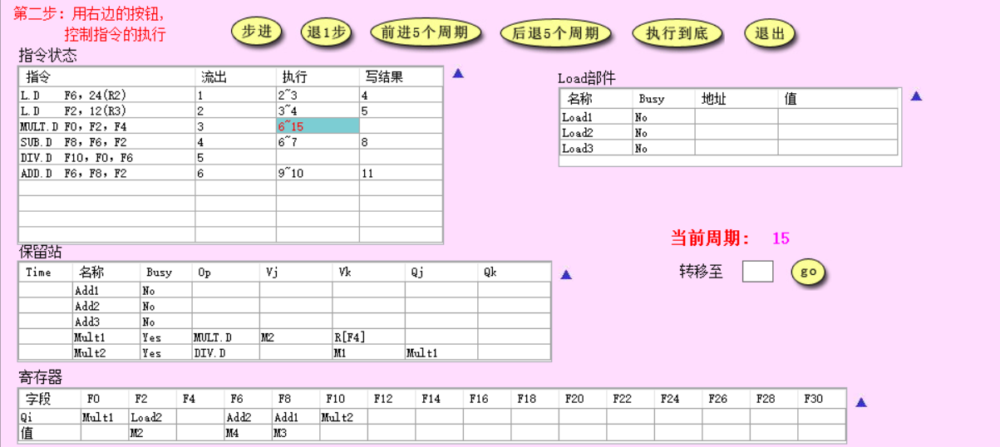 第二步: 用右边的按钮,
控制指令的执行
步进 退1步 前进5个周期 后退5个周期 执行到底 退出
指令状态
指令 流出 执行 写结果
L.D F6, 24(R2) 1 2~3 4
L.D F2, 12(R3) 2 3~4 5
MULT.D F0, F2, F4 3 6~15
SUB.D F8, F6, F2 4 6~7 8
DIV.D F10, F0, F6 5
ADD.D F6, F8, F2 6 9~10 11
Load部件
名称 Busy 地址 值
Load1 No
Load2 No
Load3 No
当前周期: 15
转移至 go
保留站
Time 名称 Busy Op Vj Vk Qj Qk
Add1 No
Add2 No
Add3 No
Mult1 Yes MULT.D M2 R[F4]
Mult2 Yes DIV.D M1 Mult1
寄存器
字段 F0 F2 F4 F6 F8 F10 F12 F14 F16 F18 F20 F22 F24 F26 F28 F30
Qi Mult1 Load2 Add2 Add1 Mult2
值 M2 M4 M3